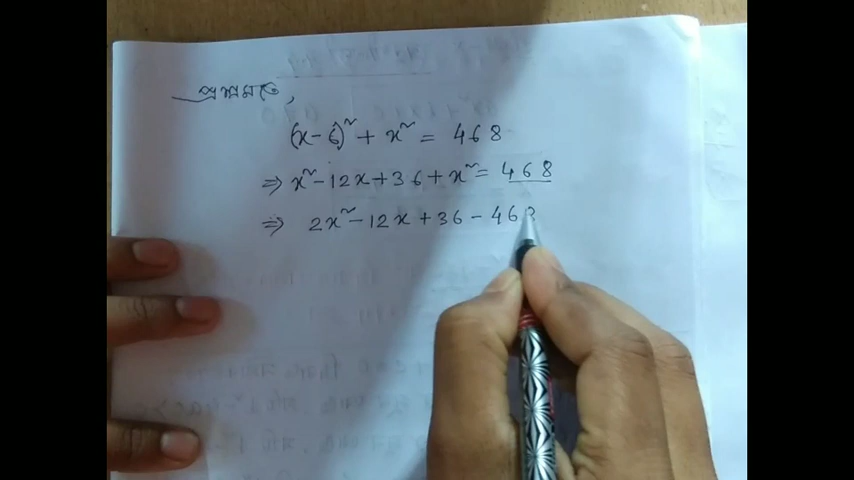 প্রশ্নমতে,
(x-6)² + x² = 468
⇒ x² - 12x + 36 + x² = 468
⇒ 2x² - 12x + 36 - 468